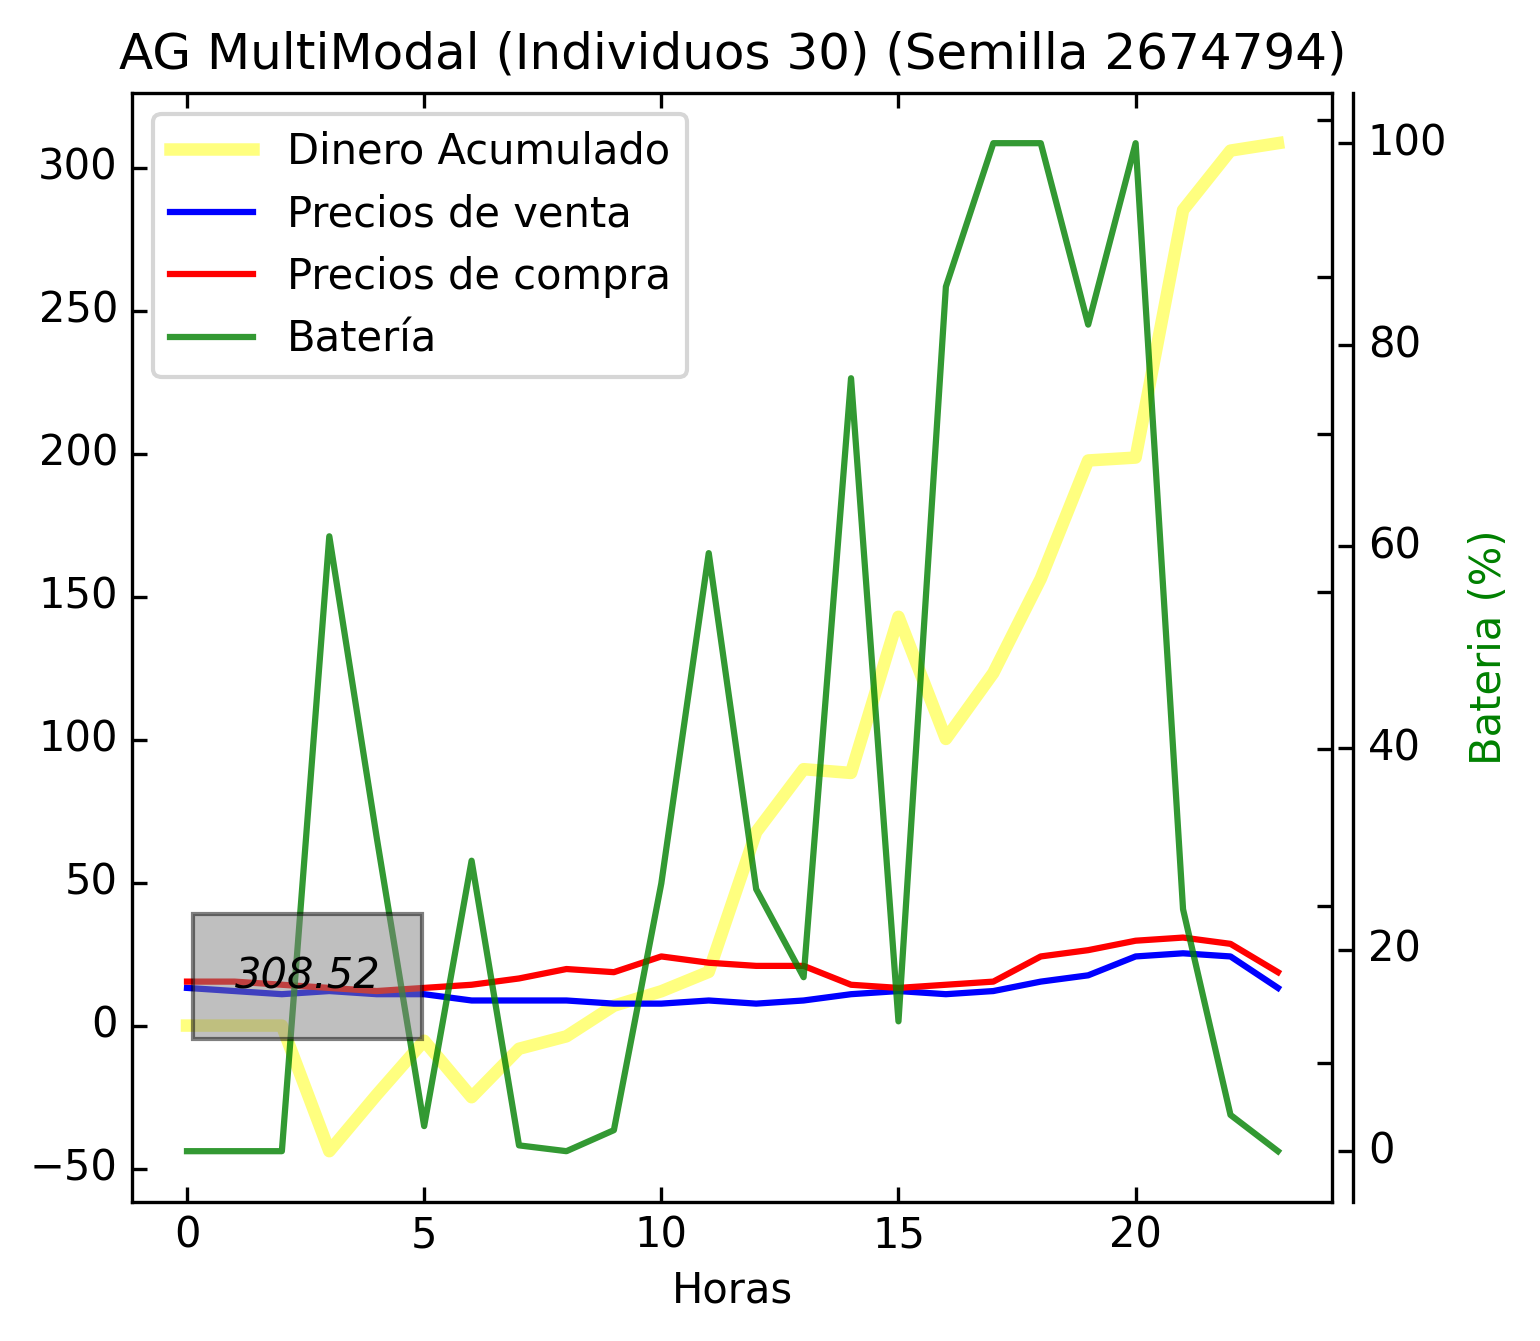 AG MultiModal (Individuos 30) (Semilla 2674794)
Dinero Acumulado
Precios de venta
Precios de compra
Batería
300
250
200
150
100
50
0
−50
308.52
100
80
60
40
20
0
Bateria (%)
0 5 10 15 20
Horas